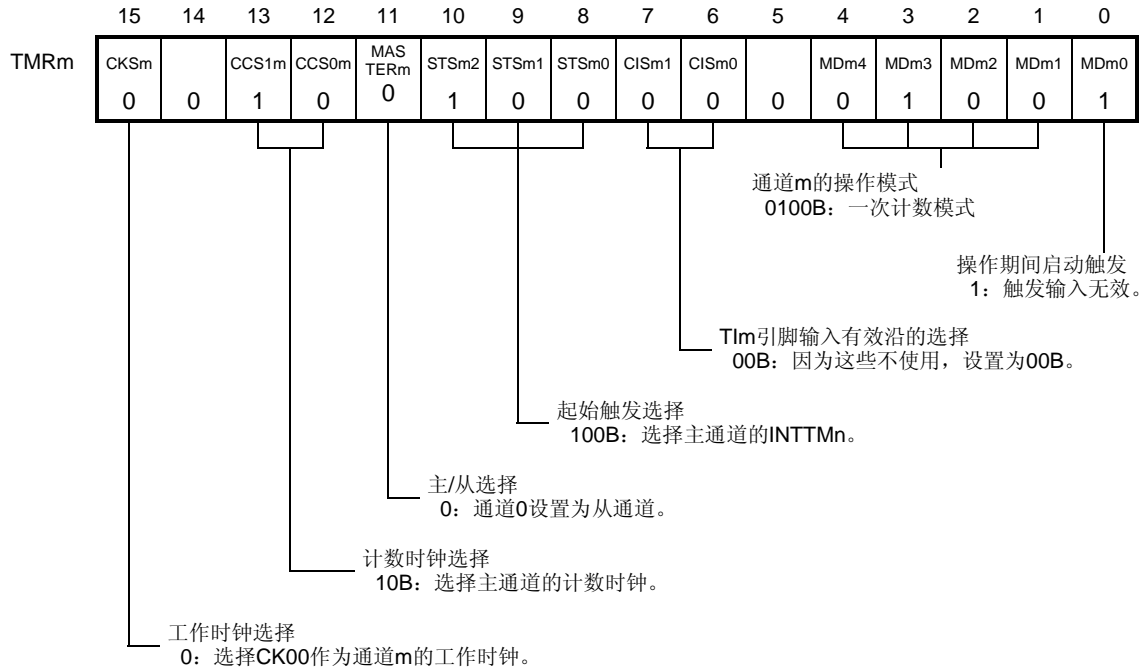 15 14 13 12 11 10 9 8 7 6 5 4 3 2 1 0
TMRm CKSm CCS1m CCS0m MAS TERm STSm2 STSm1 STSm0 CISm1 CISm0 MDm4 MDm3 MDm2 MDm1 MDm0
0 0 1 0 0 1 0 0 0 0 0 0 1 0 0 1
通道m的操作模式
0100B：一次计数模式
操作期间启动触发
1：触发输入无效。
TIm引脚输入有效沿的选择
00B：因为这些不使用，设置为00B。
起始触发选择
100B：选择主通道的INTTMn。
主/从选择
0：通道0设置为从通道。
计数时钟选择
10B：选择主通道的计数时钟。
工作时钟选择
0：选择CK00作为通道m的工作时钟。